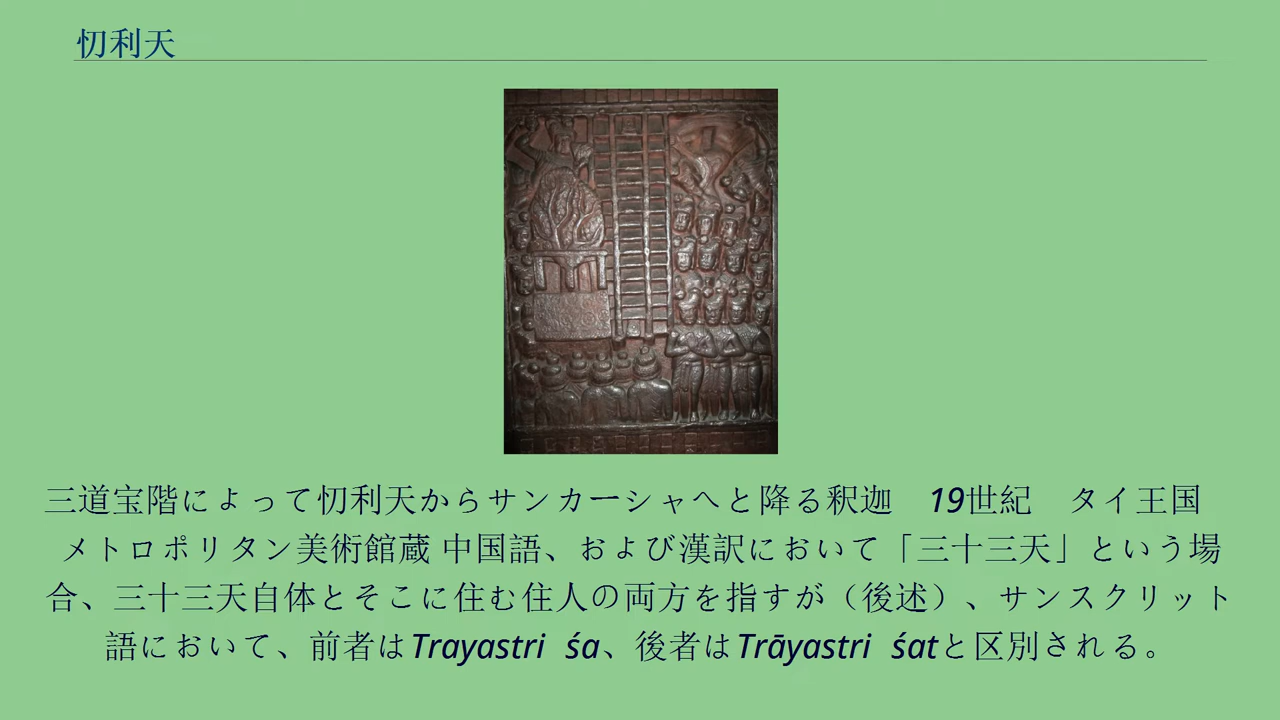 忉利天
三道宝階によって忉利天からサンカーシャへと降る釈迦　19世紀　タイ王国
メトロポリタン美術館蔵 中国語、および漢訳において「三十三天」という場
合、三十三天自体とそこに住む住人の両方を指すが（後述）、サンスクリット
語において、前者はTrayastri śa、後者はTrāyastri śatと区別される。